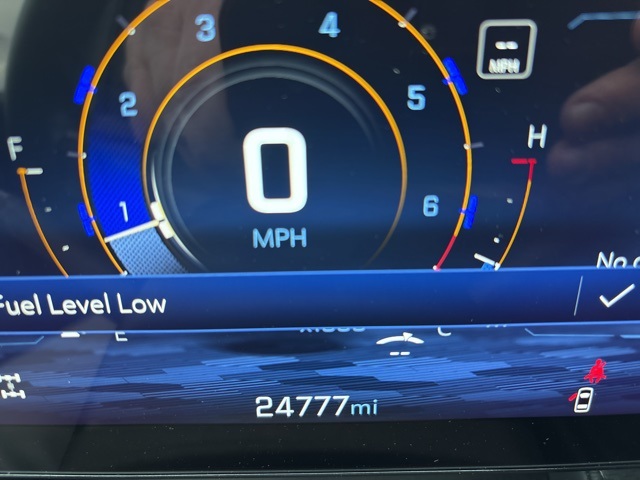 3 4
--
MPH
2 5
F H
0
1 6
MPH
Fuel Level Low
E C
--
24777mi